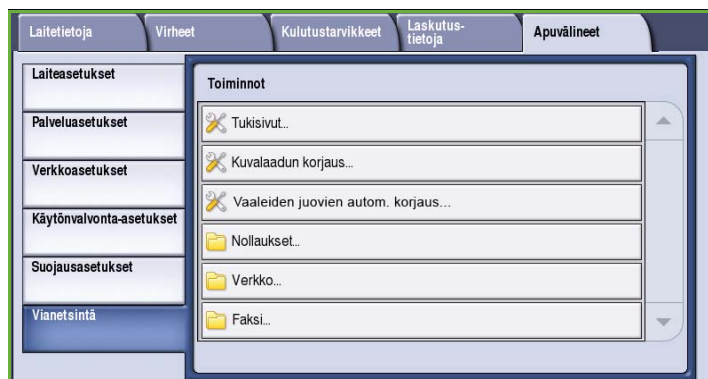 Laitetietoja
Virheet
Kulutustarvikkeet
Laskutus-
tietoja
Apuvälineet
Laiteasetukset
Palveluasetukset
Verkkoasetukset
Käytönvalvonta-asetukset
Suojausasetukset
Vianetsintä
Toiminnot
Tukisivut...
Kuvalaadun korjaus...
Vaaleiden juovien autom. korjaus...
Nollaukset...
Verkko...
Faksi...